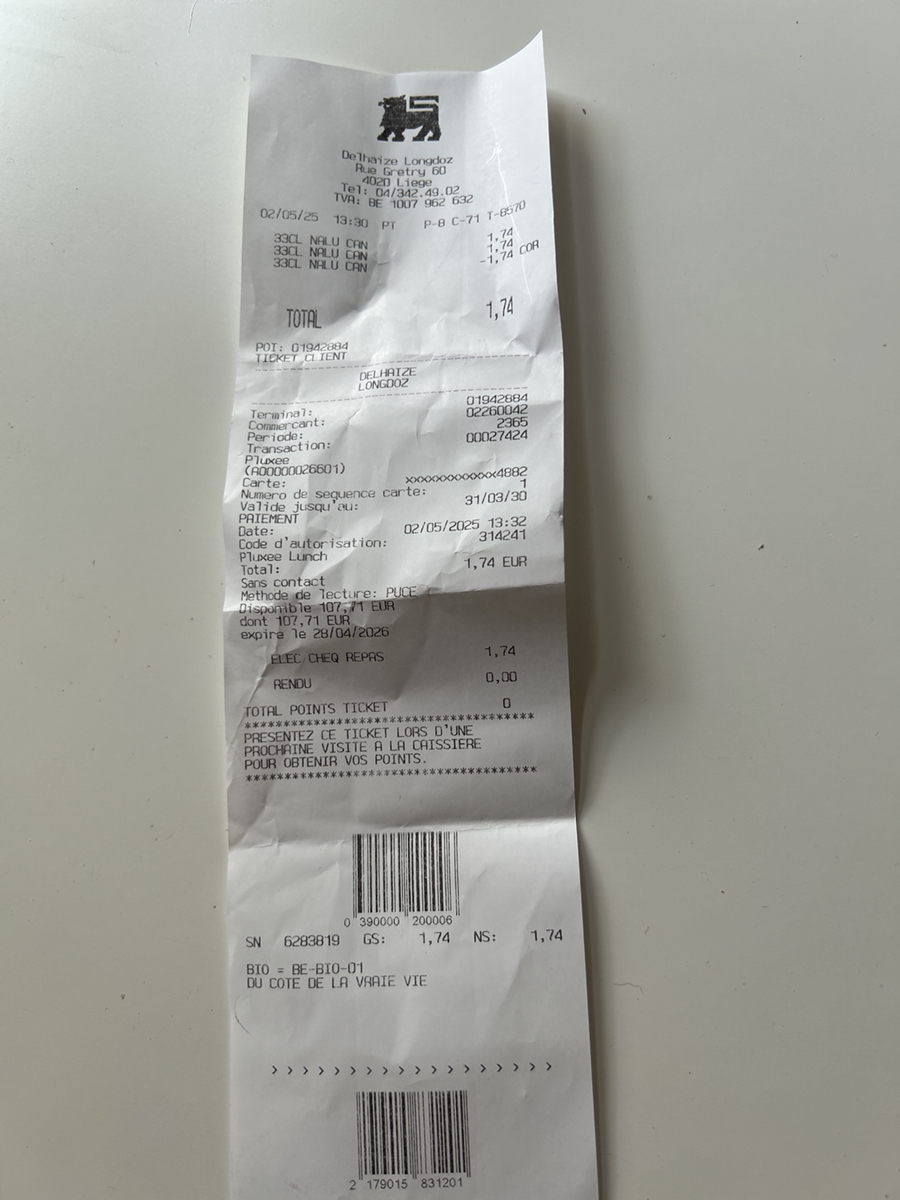 Delhaize Longdoz
Rue Gretry 60
4020 Liege
Tel: 04/342.49.02
TVA: BE 1007 962 632
02/05/25 13:30 PT P-8 C-71 T-8570
33CL NALU CAN 1,74
33CL NALU CAN 1,74
33CL NALU CAN -1,74 COR
TOTAL 1,74
POI: 01942884
TICKET CLIENT
DELHAIZE
LONGDOZ
Terminal: 01942884
Commercant: 02260042
Periode: 2365
Transaction: 00027424
Pluxee
(A00000026601)
Carte: xxxxxxxxxxxxx4882
Numero de sequence carte: 1
Valide jusqu'au: 31/03/30
PAIEMENT
Date: 02/05/2025 13:32
Code d'autorisation: 314241
Pluxee Lunch
Total: 1,74 EUR
Sans contact
Methode de lecture: PUCE
Disponible 107,71 EUR
dont 107,71 EUR
expire le 28/04/2026
ELEC CHEQ REPAS 1,74
RENDU 0,00
TOTAL POINTS TICKET 0
*************************************
PRESENTEZ CE TICKET LORS D'UNE
PROCHAINE VISITE A LA CAISSIERE
POUR OBTENIR VOS POINTS.
*************************************
0 390000 200006
SN 6283819 GS: 1,74 NS: 1,74
BIO = BE-BIO-01
DU COTE DE LA VRAIE VIE
> > > > > > > > > > > > > > > > > >
2 179015 831201